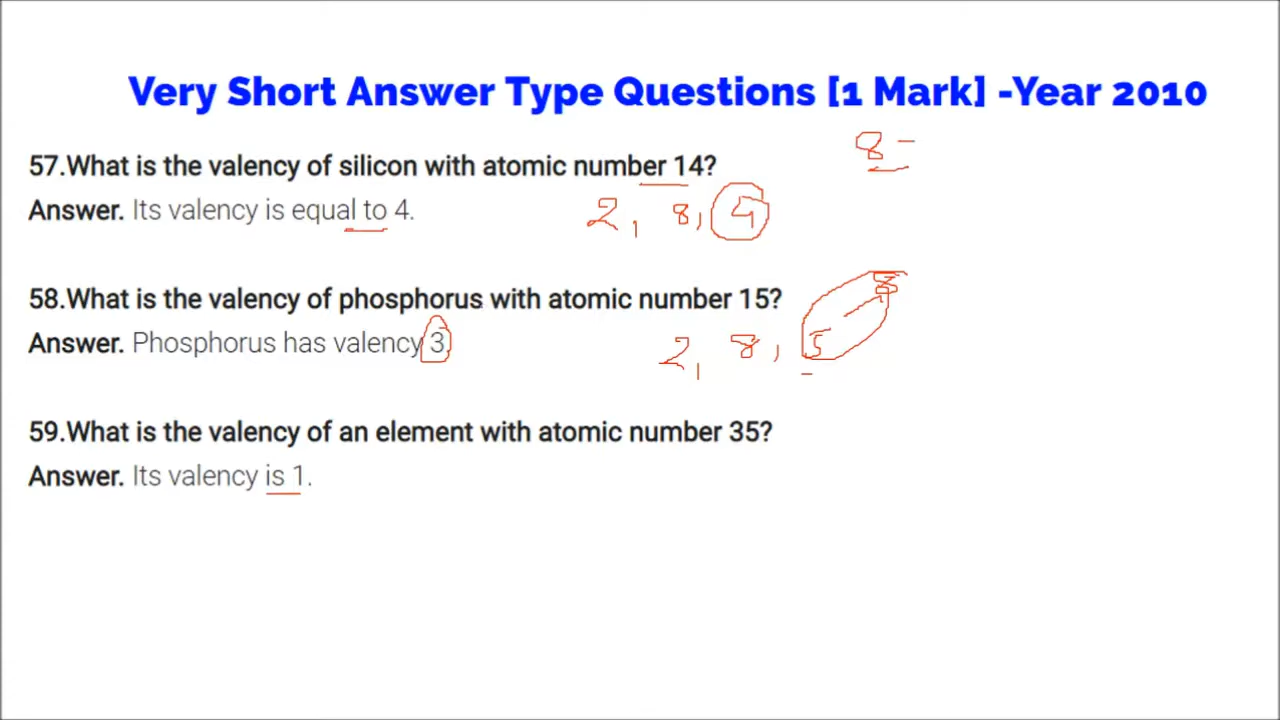 Very Short Answer Type Questions [1 Mark] -Year 2010
8 -
57.What is the valency of silicon with atomic number 14?
Answer. Its valency is equal to 4.
2, 8, 4
58.What is the valency of phosphorus with atomic number 15?
Answer. Phosphorus has valency 3.
2, 8, 5
59.What is the valency of an element with atomic number 35?
Answer. Its valency is 1.